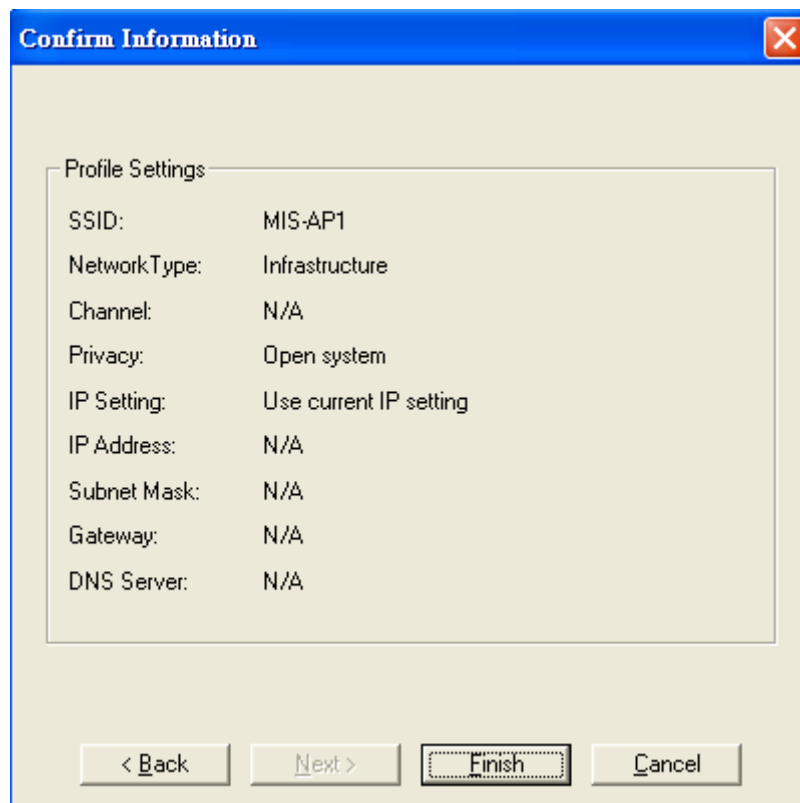 Confirm Information
Profile Settings
SSID: MIS-AP1
NetworkType: Infrastructure
Channel: N/A
Privacy: Open system
IP Setting: Use current IP setting
IP Address: N/A
Subnet Mask: N/A
Gateway: N/A
DNS Server: N/A
< Back Next > Finish Cancel